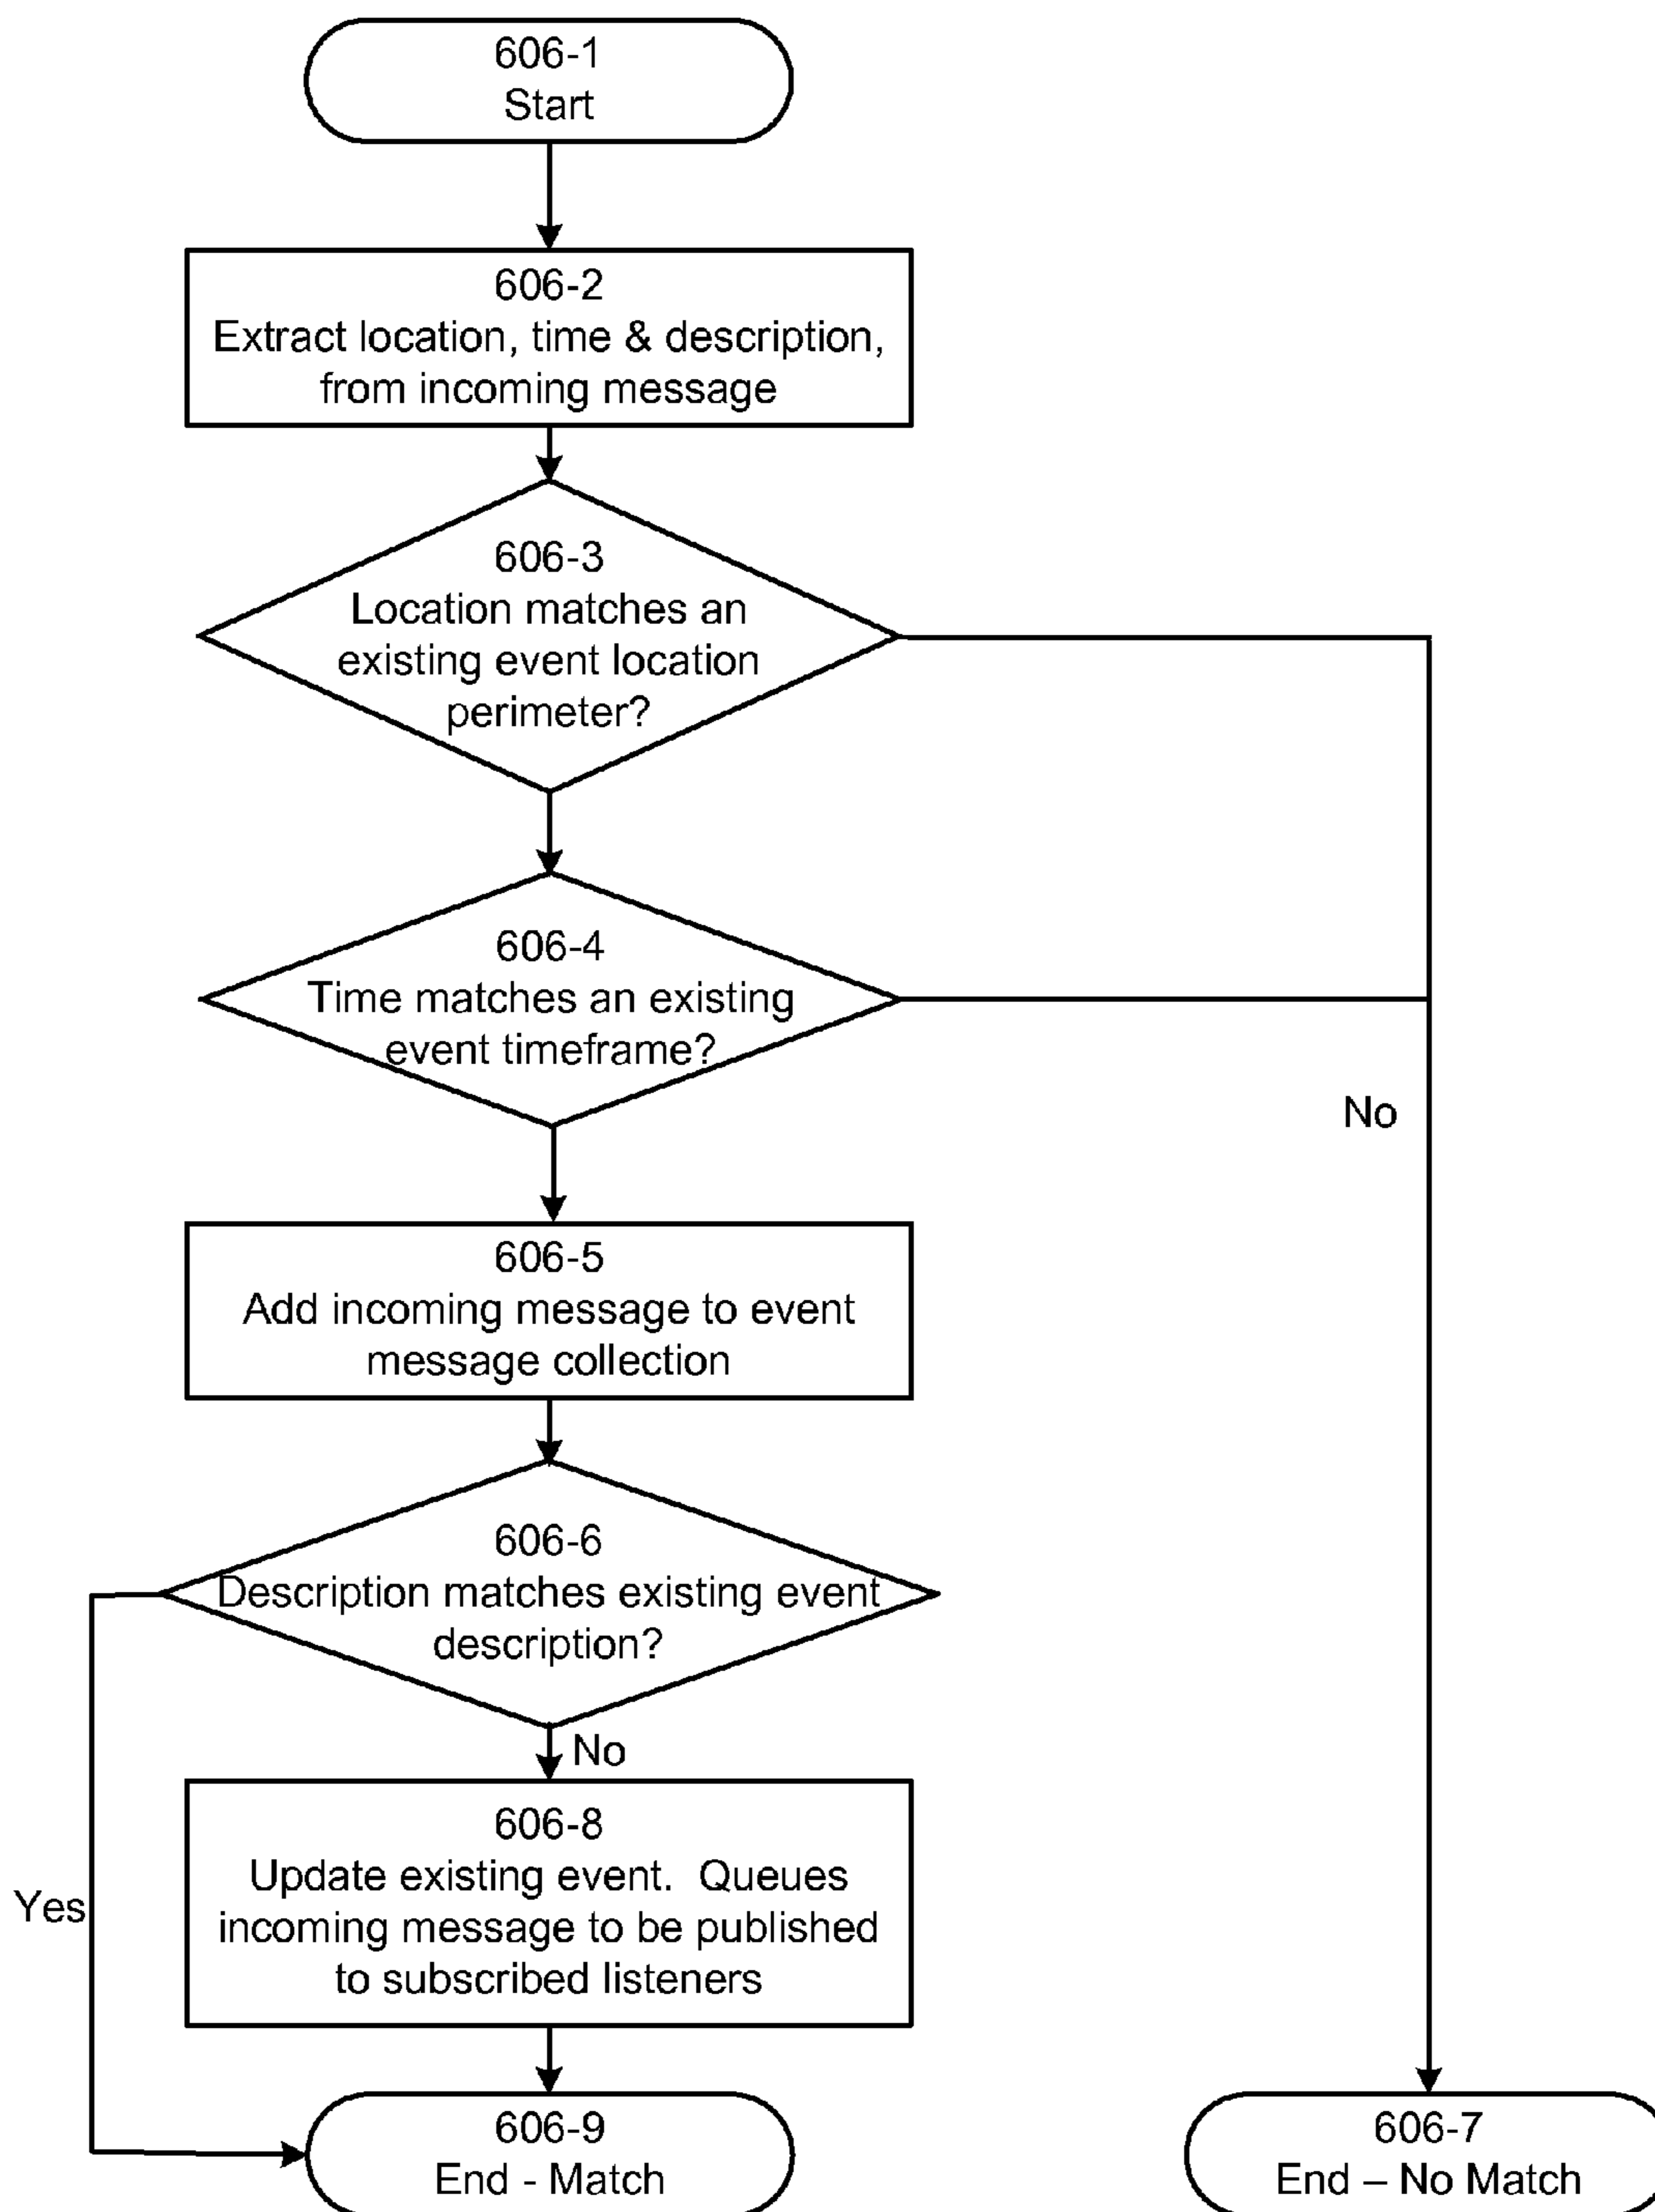 606-1
Start
606-2
Extract location, time & description,
from incoming message
606-3
Location matches an
existing event location
perimeter?
606-4
Time matches an existing
event timeframe?
No
606-5
Add incoming message to event
message collection
606-6
Description matches existing event
description?
No
606-8
Update existing event.  Queues
incoming message to be published
to subscribed listeners
Yes
606-9
End - Match
606-7
End – No Match